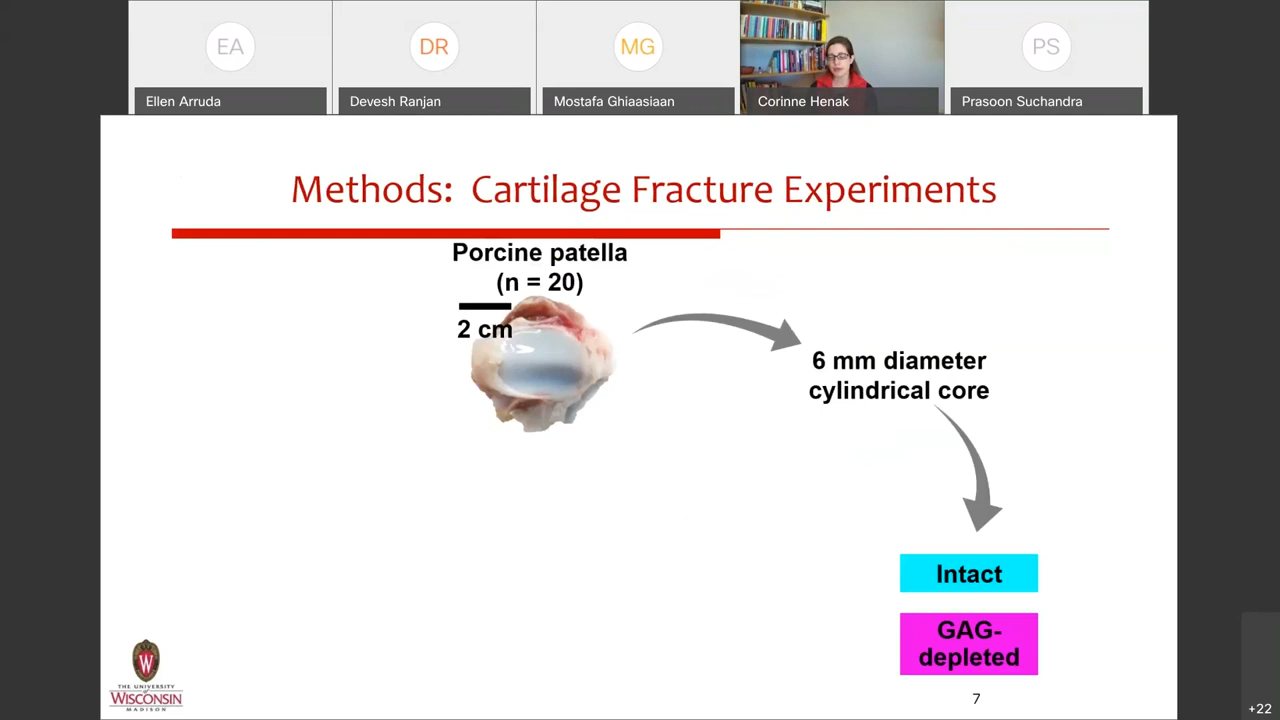 EA
DR
MG
PS
Ellen Arruda
Devesh Ranjan
Mostafa Ghiaasiaan
Corinne Henak
Prasoon Suchandra
Methods: Cartilage Fracture Experiments
Porcine patella
(n = 20)
2 cm
6 mm diameter
cylindrical core
Intact
GAG-
depleted
W
THE UNIVERSITY
of
WISCONSIN
MADISON
7
+22